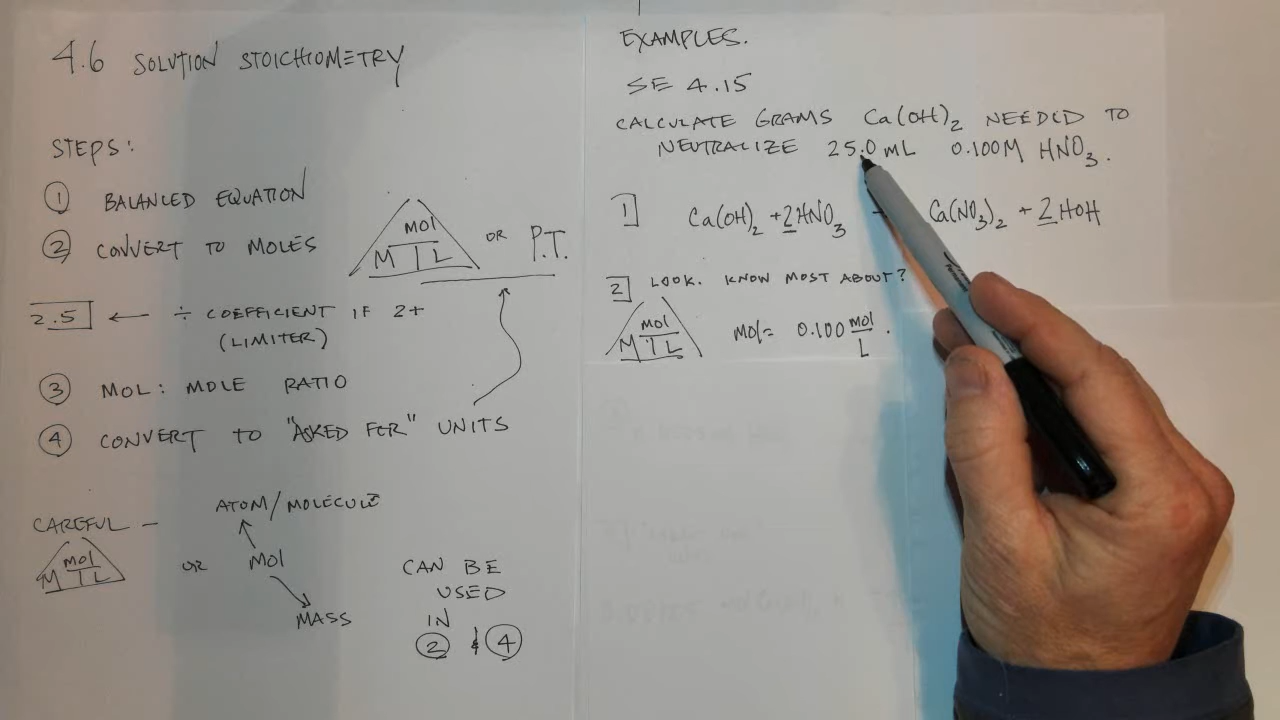 4.6 SOLUTION STOICHIOMETRY
STEPS:
① BALANCED EQUATION
② CONVERT TO MOLES
mol
M L
OR P.T.
2.5 ← ÷ COEFFICIENT IF 2+
(LIMITER)
③ MOL: MOLE RATIO
④ CONVERT TO "ASKED FOR" UNITS
CAREFUL -
mol
M L
OR
ATOM/MOLECULE
Mol
MASS
CAN BE
USED
IN
② & ④
EXAMPLES.
SE 4.15
CALCULATE GRAMS Ca(OH)₂ NEEDED TO
NEUTRALIZE 25.0 mL 0.100M HNO₃.
1 Ca(OH)₂ + 2HNO₃ Ca(NO₃)₂ + 2HOH
2 LOOK. KNOW MOST ABOUT?
mol
M L
mol= 0.100 mol/L .